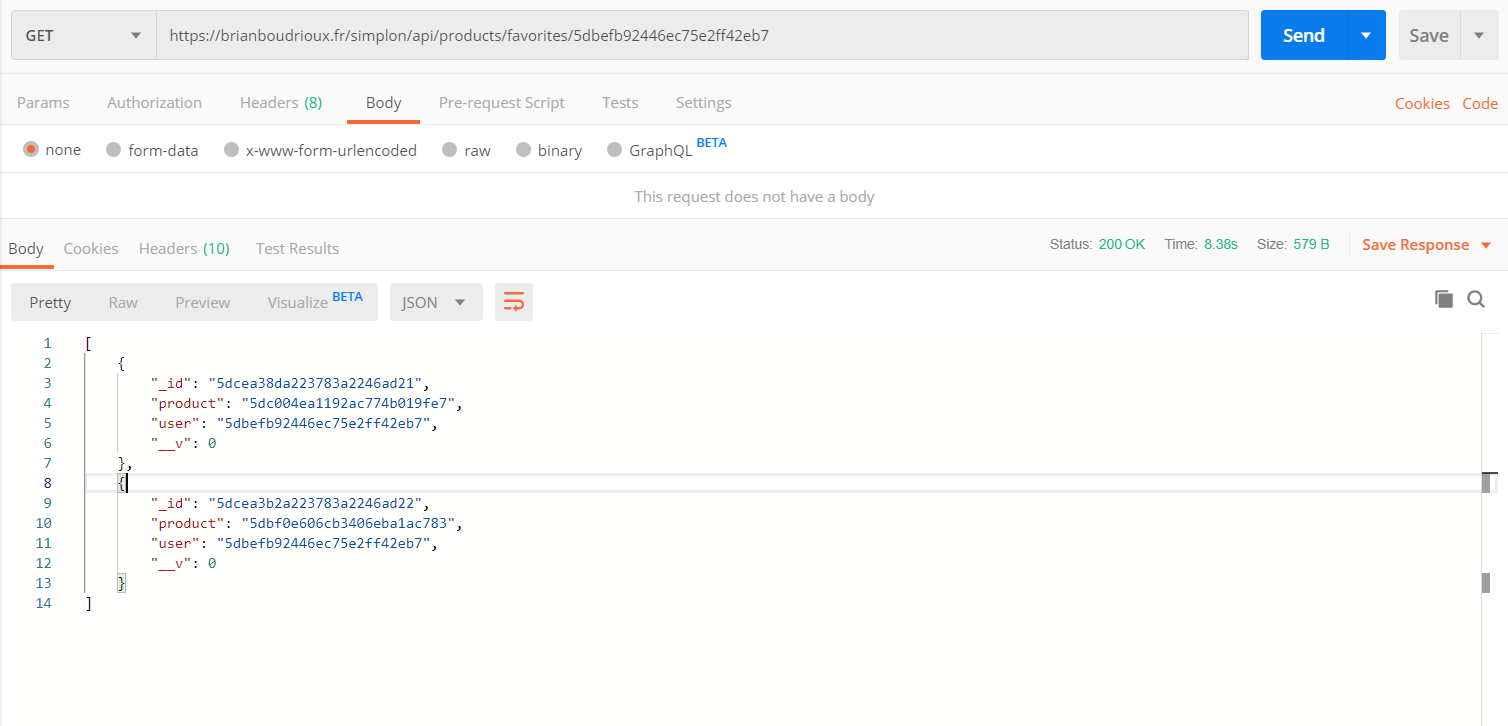 GET https://brianboudrioux.fr/simplon/api/products/favorites/5dbefb92446ec75e2ff42eb7 Send Save
Params Authorization Headers (8) Body Pre-request Script Tests Settings Cookies Code
none form-data x-www-form-urlencoded raw binary GraphQL BETA
This request does not have a body
Body Cookies Headers (10) Test Results Status: 200 OK Time: 8.38s Size: 579 B Save Response
Pretty Raw Preview Visualize BETA JSON
1 [
2 {
3 "_id": "5dcea38da223783a2246ad21",
4 "product": "5dc004ea1192ac774b019fe7",
5 "user": "5dbefb92446ec75e2ff42eb7",
6 "__v": 0
7 },
8 {
9 "_id": "5dcea3b2a223783a2246ad22",
10 "product": "5dbf0e606cb3406eba1ac783",
11 "user": "5dbefb92446ec75e2ff42eb7",
12 "__v": 0
13 }
14 ]